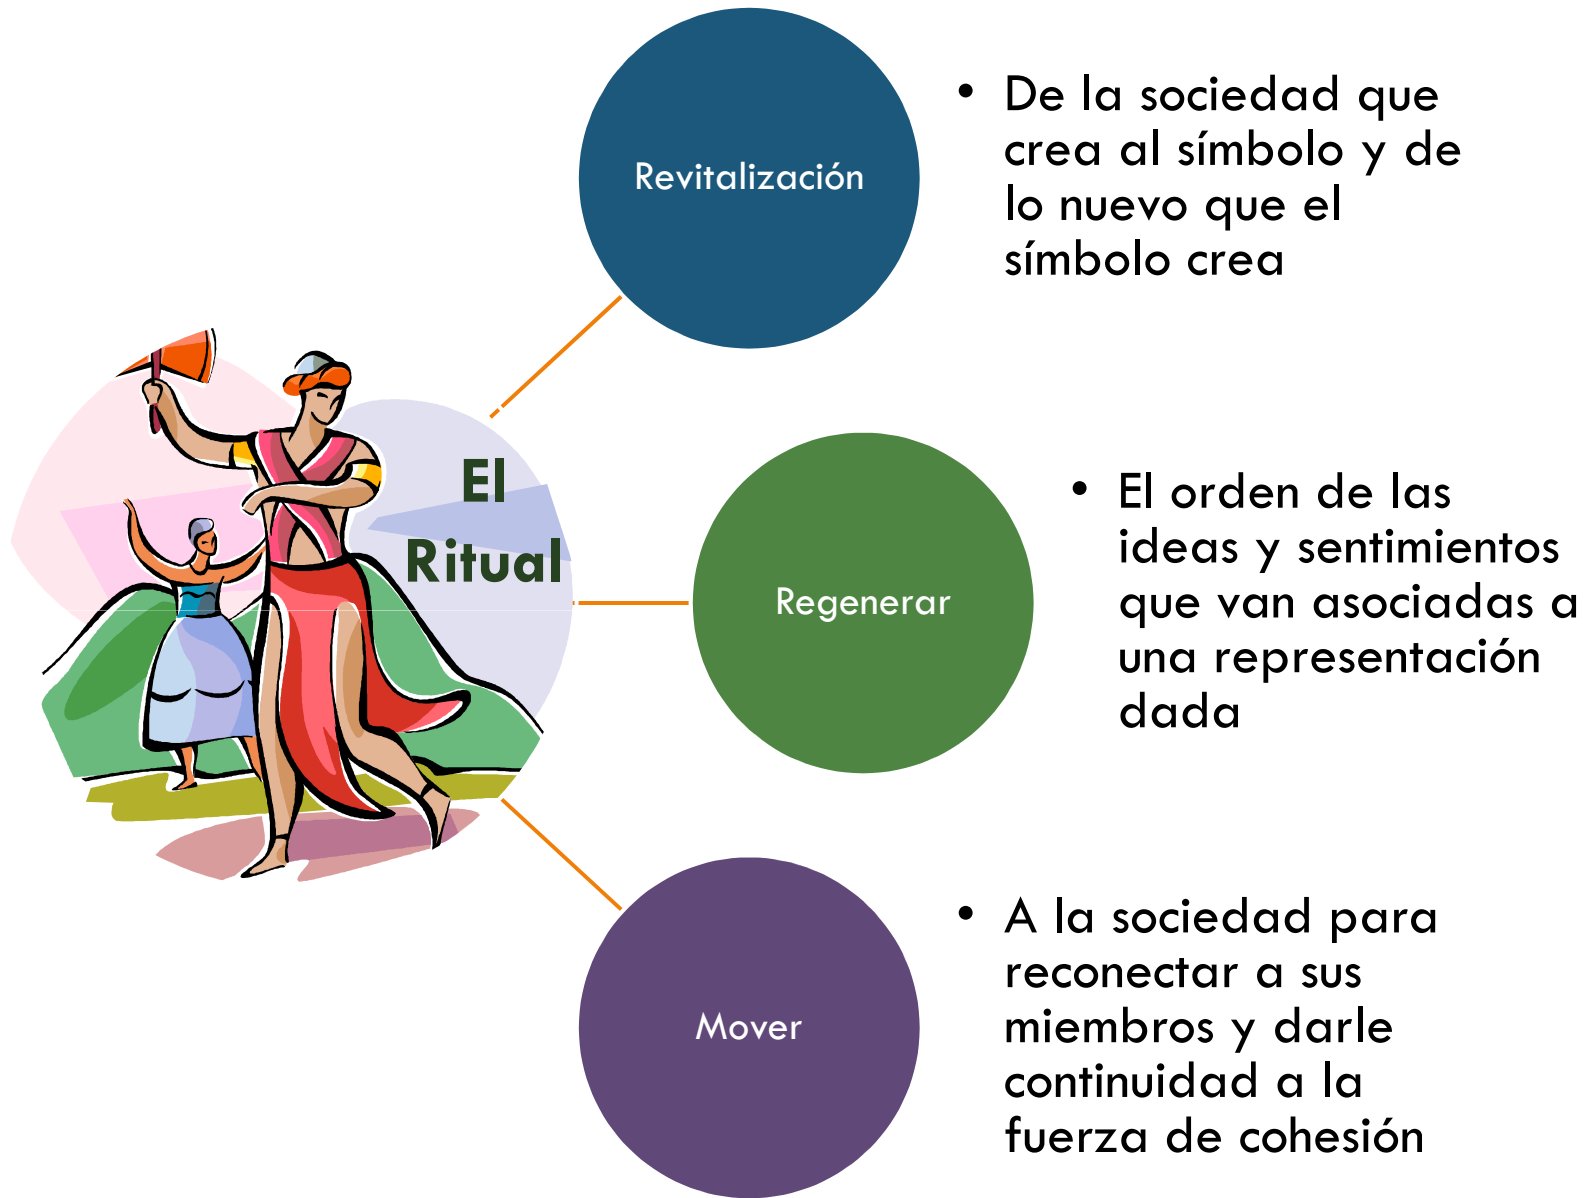 El
Ritual
Revitalización
• De la sociedad que
crea al símbolo y de
lo nuevo que el
símbolo crea
Regenerar
• El orden de las
ideas y sentimientos
que van asociadas a
una representación
dada
Mover
• A la sociedad para
reconectar a sus
miembros y darle
continuidad a la
fuerza de cohesión